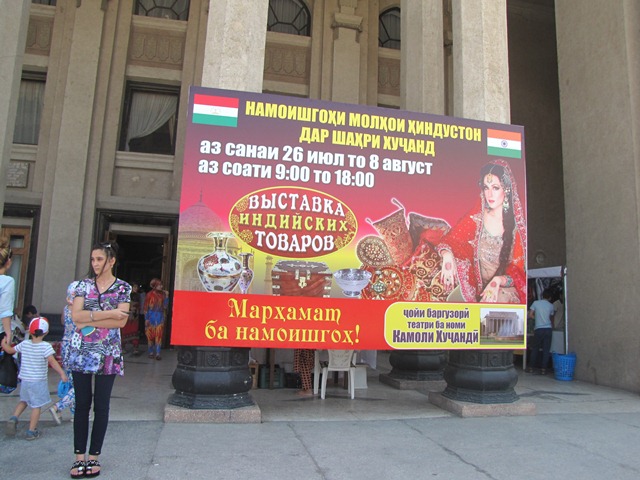 НАМОИШГОҲИ МОЛҲОИ ҲИНДУСТОН
ДАР ШАҲРИ ХУҶАНД
аз санаи 26 июл то 8 август
аз соати 9:00 то 18:00
ВЫСТАВКА
ИНДИЙСКИХ
ТОВАРОВ
Марҳамат
ба намоишгоҳ!
ҷойи баргузорӣ
театри ба номи
КАМОЛИ ХУҶАНДӢ